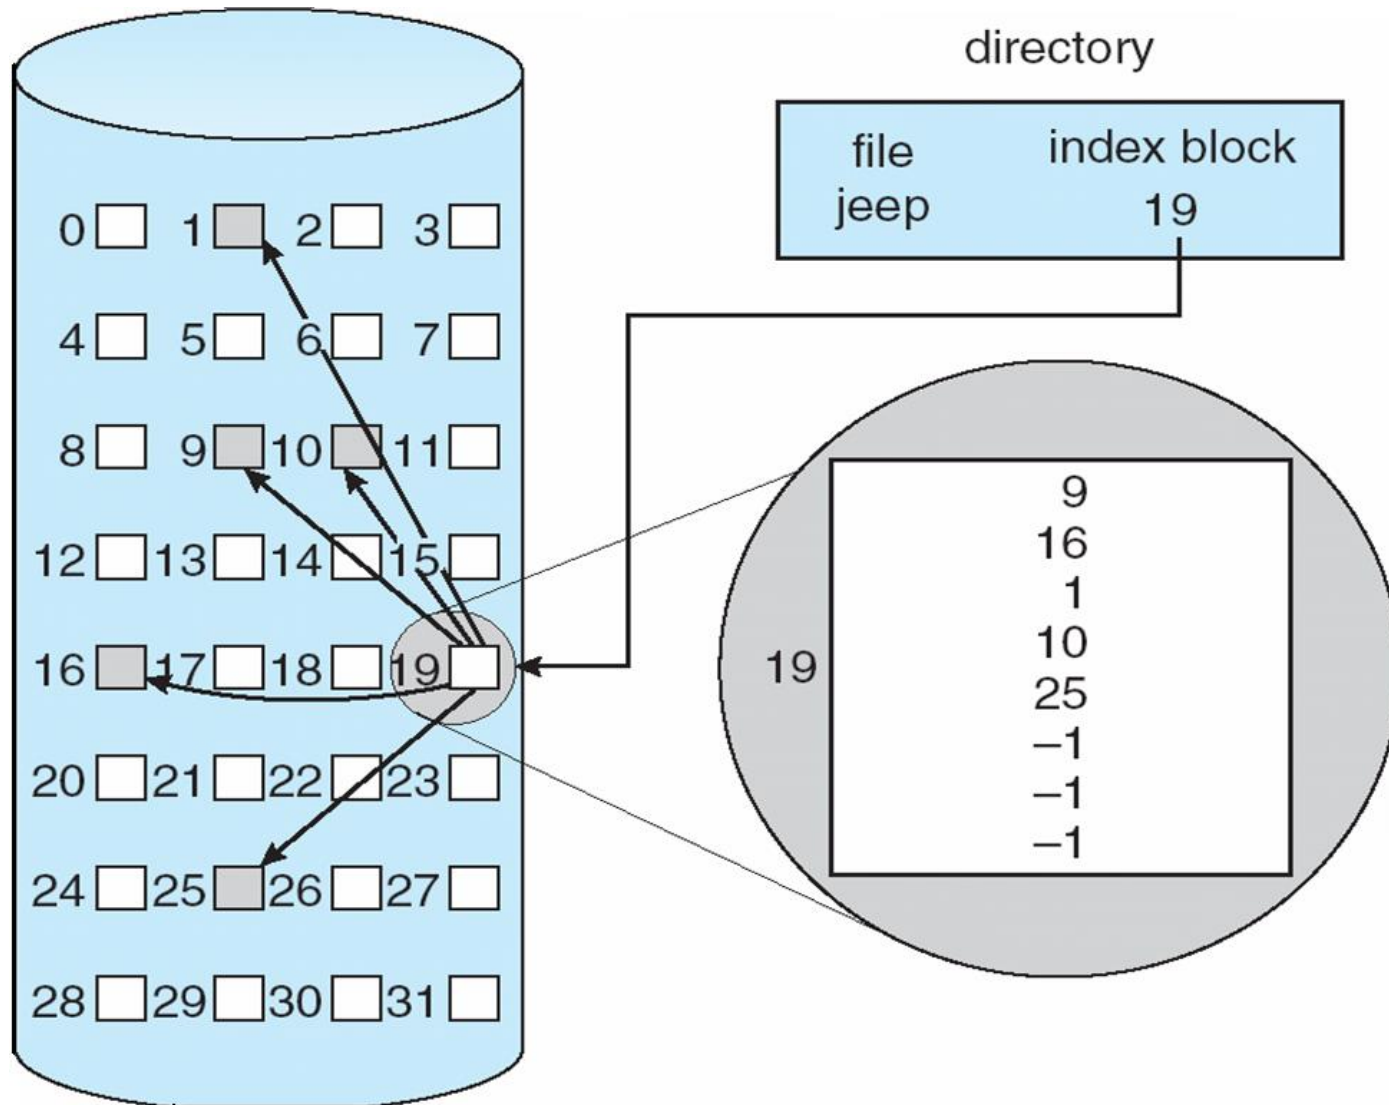 directory
file index block
jeep 19
0 1 2 3
4 5 6 7
8 9 10 11
12 13 14 15
16 17 18 19
20 21 22 23
24 25 26 27
28 29 30 31
19
9
16
1
10
25
–1
–1
–1